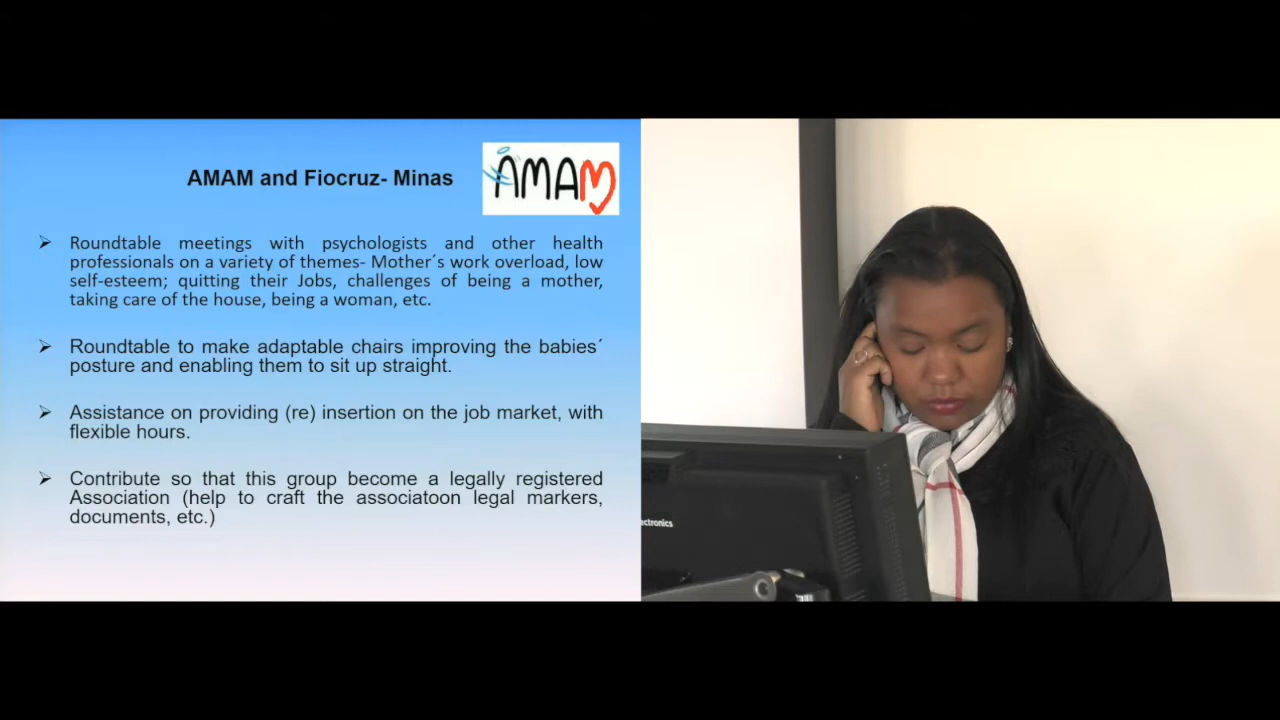 AMAM and Fiocruz- Minas
AMAM
➢ Roundtable meetings with psychologists and other health
professionals on a variety of themes- Mother´s work overload, low
self-esteem; quitting their Jobs, challenges of being a mother,
taking care of the house, being a woman, etc.
➢ Roundtable to make adaptable chairs improving the babies´
posture and enabling them to sit up straight.
➢ Assistance on providing (re) insertion on the job market, with
flexible hours.
➢ Contribute so that this group become a legally registered
Association (help to craft the associatoon legal markers,
documents, etc.)
ctronics